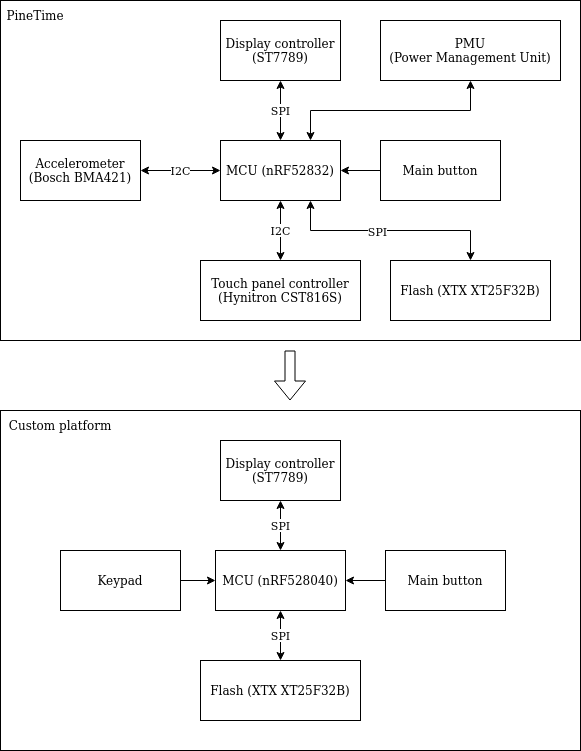 PineTime
Display controller
(ST7789)
PMU
(Power Management Unit)
SPI
Accelerometer
(Bosch BMA421)
I2C
MCU (nRF52832)
Main button
I2C
SPI
Touch panel controller
(Hynitron CST816S)
Flash (XTX XT25F32B)
Custom platform
Display controller
(ST7789)
SPI
Keypad
MCU (nRF528040)
Main button
SPI
Flash (XTX XT25F32B)